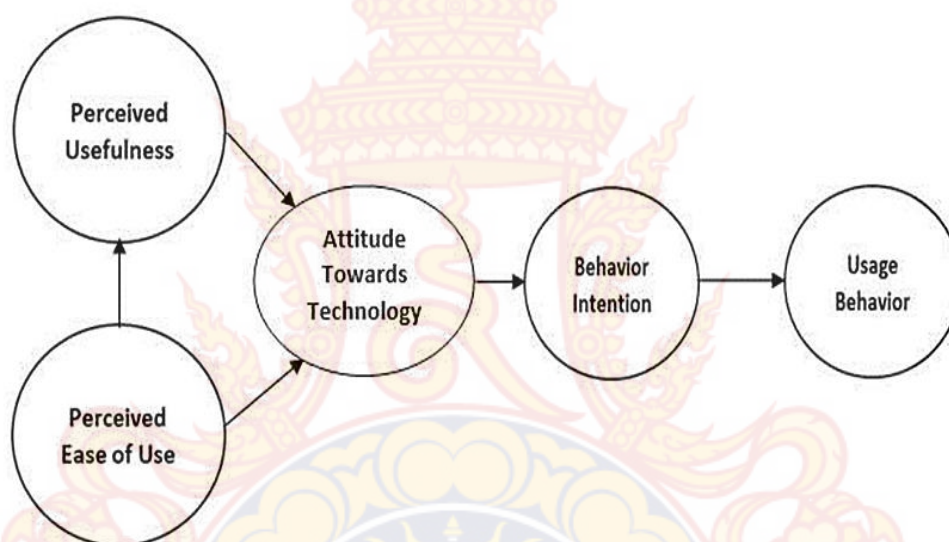 Perceived
Usefulness
Attitude
Towards
Technology
Behavior
Intention
Usage
Behavior
Perceived
Ease of Use